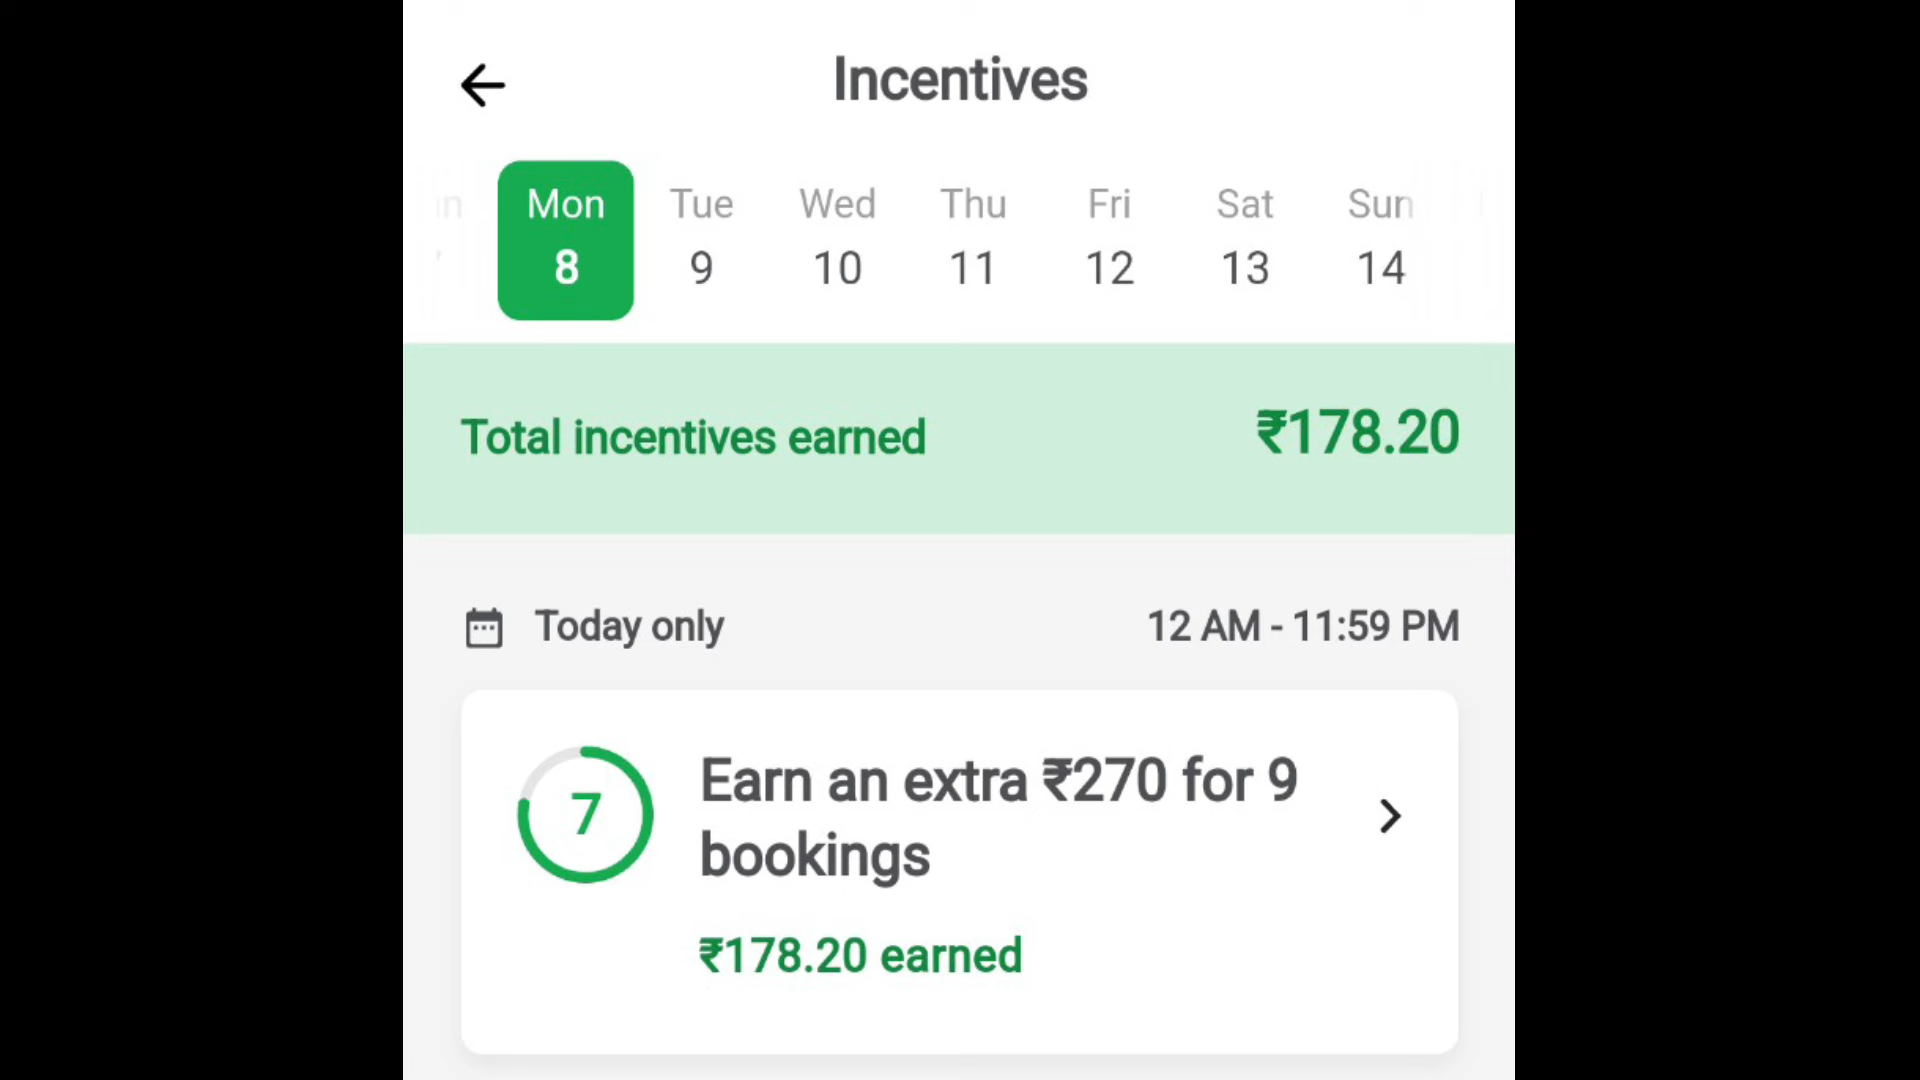 Incentives
Mon Tue Wed Thu Fri Sat Sun
8 9 10 11 12 13 14
Total incentives earned ₹178.20
Today only 12 AM - 11:59 PM
7 Earn an extra ₹270 for 9
bookings
₹178.20 earned